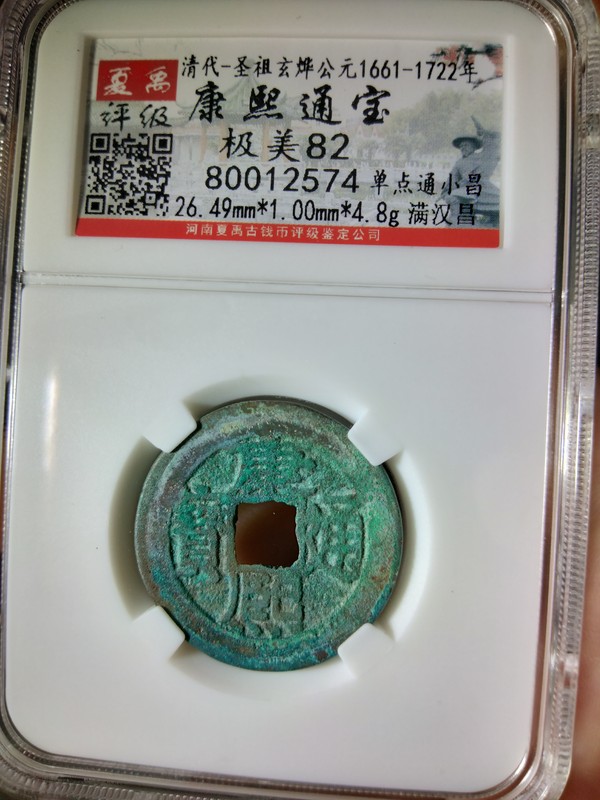 夏禹
评级
清代-圣祖玄烨公元1661-1722年
康熙通宝
极美82
80012574 单点通小昌
26.49mm*1.00mm*4.8g 满汉昌
河南夏禹古钱币评级鉴定公司
康熙通寶